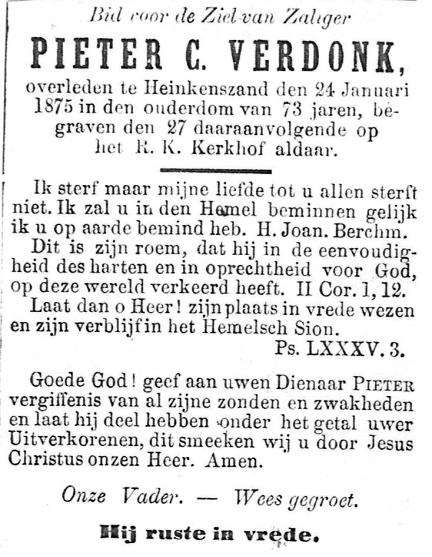 Bid voor de Ziel van Zaliger
PIETER C. VERDONK,
overleden te Heinkenszand den 24 Januari
1875 in den ouderdom van 73 jaren, be-
graven den 27 daaraanvolgende op
het R. K. Kerkhof aldaar.
Ik sterf maar mijne liefde tot u allen sterft
niet. Ik zal u in den Hemel beminnen gelijk
ik u op aarde bemind heb. H. Joan. Berchm.
Dit is zijn roem, dat hij in de eenvoudig-
heid des harten en in oprechtheid voor God,
op deze wereld verkeerd heeft. II Cor. 1, 12.
Laat dan o Heer! zijn plaats in vrede wezen
en zijn verblijf in het Hemelsch Sion.
Ps. LXXXV. 3.
Goede God! geef aan uwen Dienaar PIETER
vergiffenis van al zijne zonden en zwakheden
en laat hij deel hebben onder het getal uwer
Uitverkorenen, dit smeeken wij u door Jesus
Christus onzen Heer. Amen.
Onze Vader. — Wees gegroet.
Hij ruste in vrede.